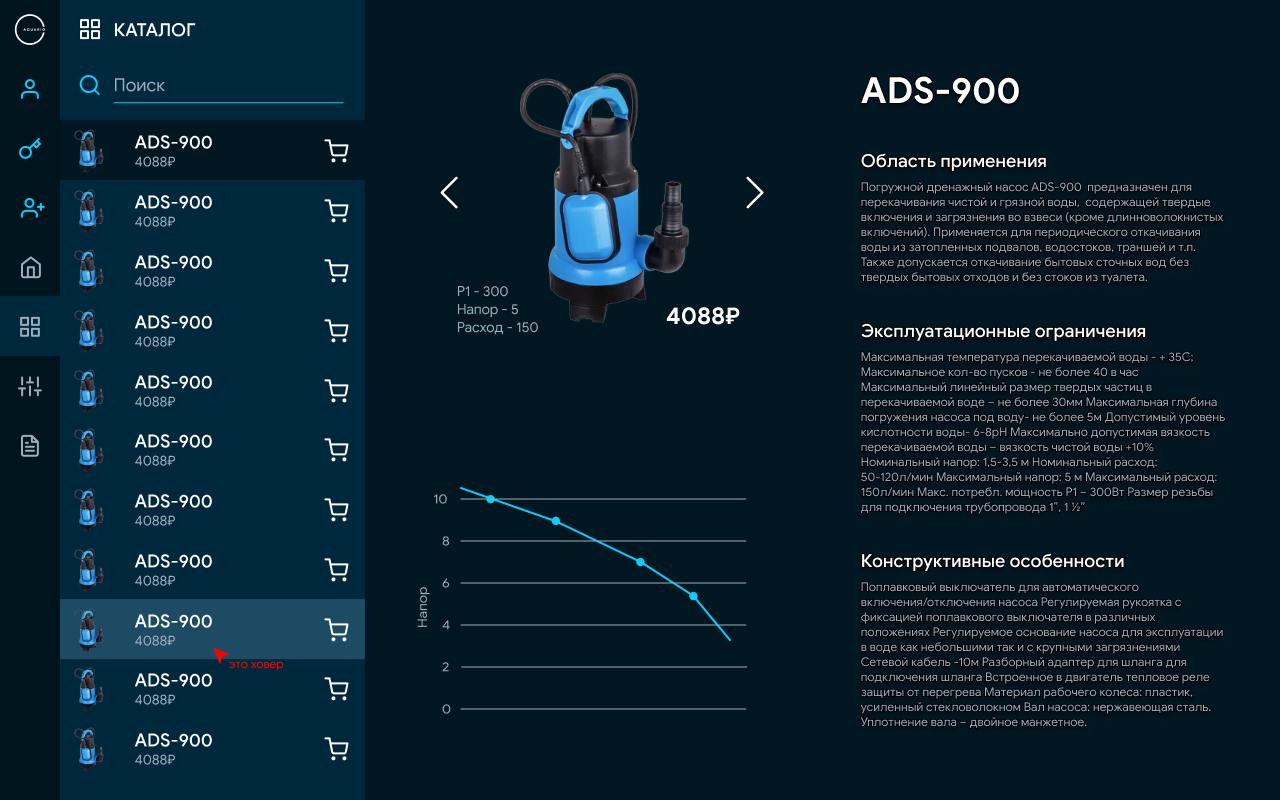 AQUARIO
КАТАЛОГ
Поиск
ADS-900
4088₽
ADS-900
4088₽
ADS-900
4088₽
ADS-900
4088₽
ADS-900
4088₽
ADS-900
4088₽
ADS-900
4088₽
ADS-900
4088₽
ADS-900
4088₽
это ховер
ADS-900
4088₽
ADS-900
4088₽
P1 - 300
Напор - 5
Расход - 150
4088₽
10
8
6
4
2
0
Напор
ADS-900
Область применения
Погружной дренажный насос ADS-900  предназначен для
перекачивания чистой и грязной воды,  содержащей твердые
включения и загрязнения во взвеси (кроме длинноволокнистых
включений). Применяется для периодического откачивания
воды из затопленных подвалов, водостоков, траншей и т.п.
Также допускается откачивание бытовых сточных вод без
твердых бытовых отходов и без стоков из туалета.
Эксплуатационные ограничения
Максимальная температура перекачиваемой воды - + 35С;
Максимальное кол-во пусков - не более 40 в час
Максимальный линейный размер твердых частиц в
перекачиваемой воде – не более 30мм Максимальная глубина
погружения насоса под воду- не более 5м Допустимый уровень
кислотности воды- 6-8pH Максимально допустимая вязкость
перекачиваемой воды – вязкость чистой воды +10%
Номинальный напор: 1,5-3,5 м Номинальный расход:
50-120л/мин Максимальный напор: 5 м Максимальный расход:
150л/мин Макс. потребл. мощность P1 – 300Вт Размер резьбы
для подключения трубопровода 1”, 1 ½”
Конструктивные особенности
Поплавковый выключатель для автоматического
включения/отключения насоса Регулируемая рукоятка с
фиксацией поплавкового выключателя в различных
положениях Регулируемое основание насоса для эксплуатации
в воде как небольшими так и с крупными загрязнениями
Сетевой кабель -10м Разборный адаптер для шланга для
подключения шланга Встроенное в двигатель тепловое реле
защиты от перегрева Материал рабочего колеса: пластик,
усиленный стекловолокном Вал насоса: нержавеющая сталь.
Уплотнение вала – двойное манжетное.